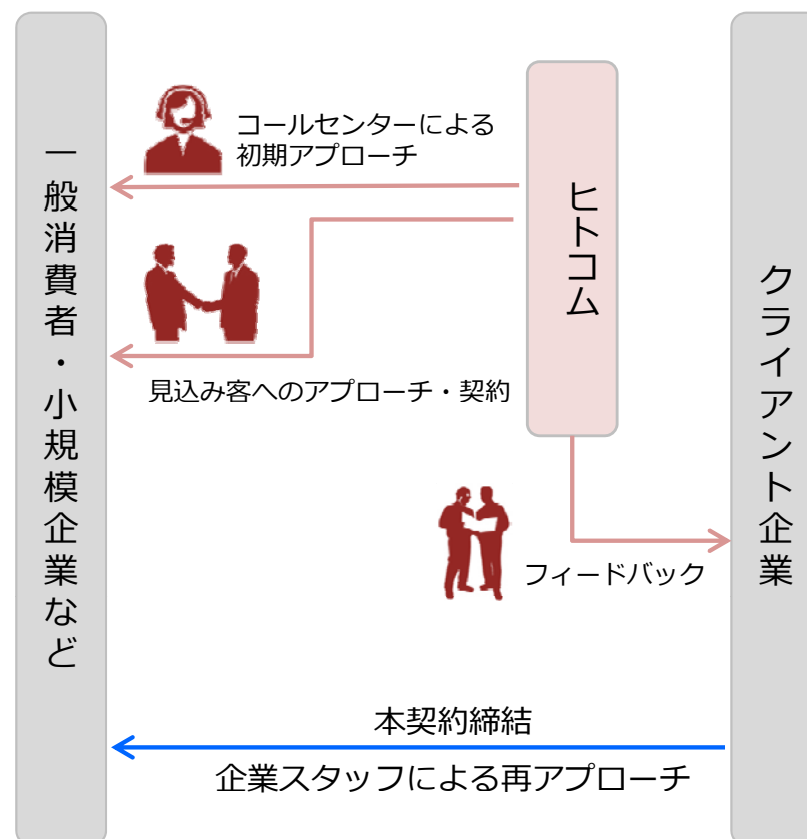 一般消費者・小規模企業など
コールセンターによる
初期アプローチ
ヒトコム
見込み客へのアプローチ・契約
クライアント企業
フィードバック
本契約締結
企業スタッフによる再アプローチ